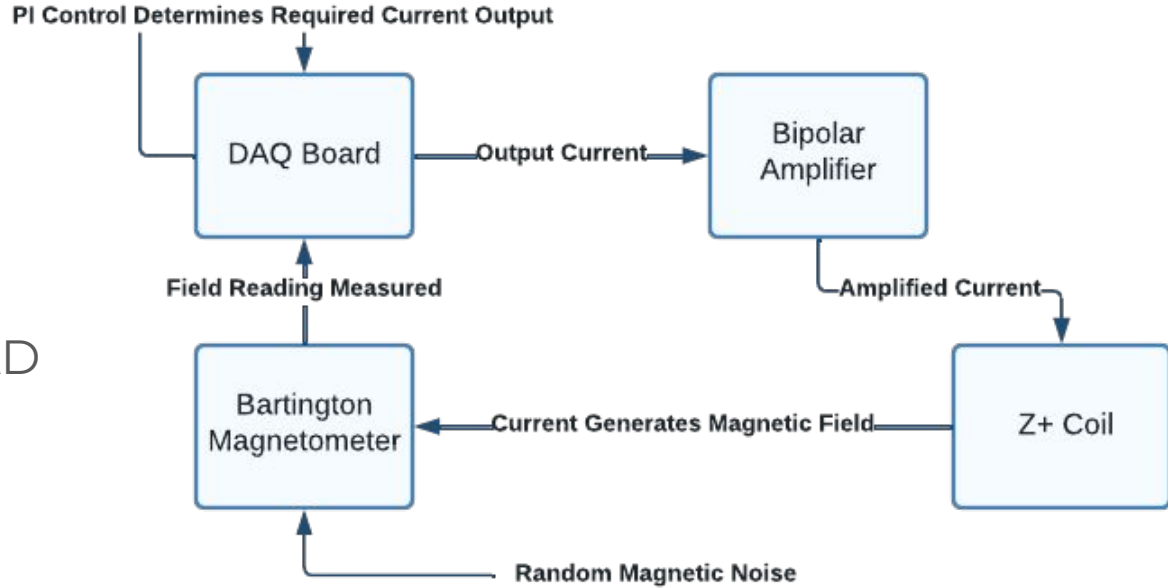 PI Control Determines Required Current Output
DAQ Board
Output Current
Bipolar
Amplifier
Field Reading Measured
Amplified Current
Bartington
Magnetometer
Current Generates Magnetic Field
Z+ Coil
Random Magnetic Noise